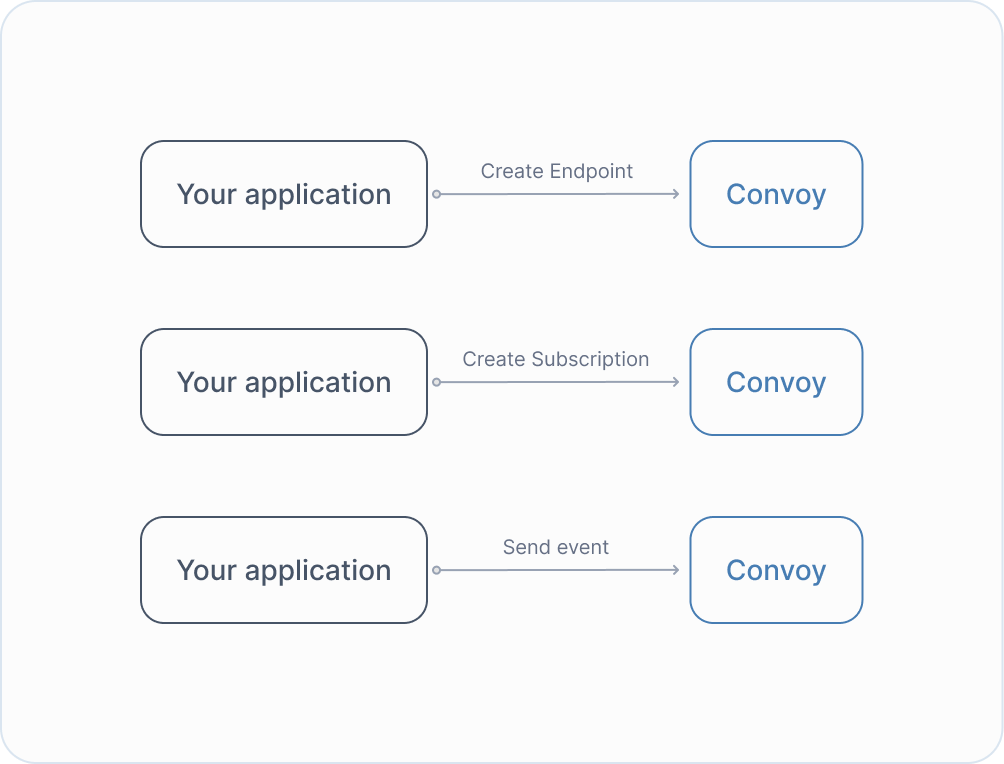 Your application
Create Endpoint
Convoy
Your application
Create Subscription
Convoy
Your application
Send event
Convoy